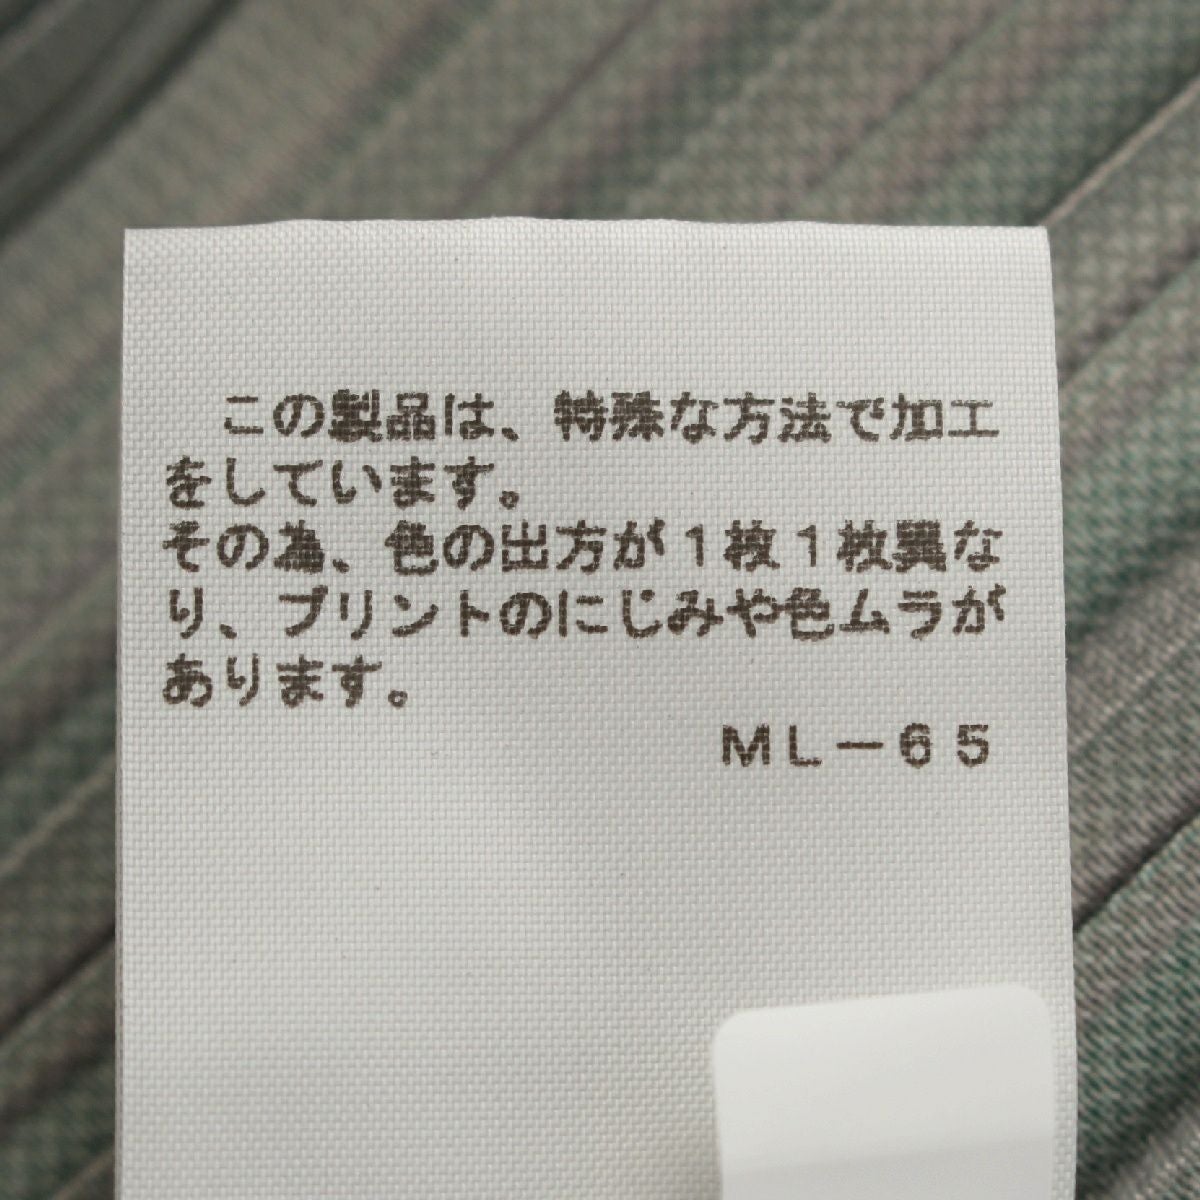 この製品は、特殊な方法で加工
をしています。
その為、色の出方が１枚１枚異な
り、プリントのにじみや色ムラが
あります。
ＭＬ－６５